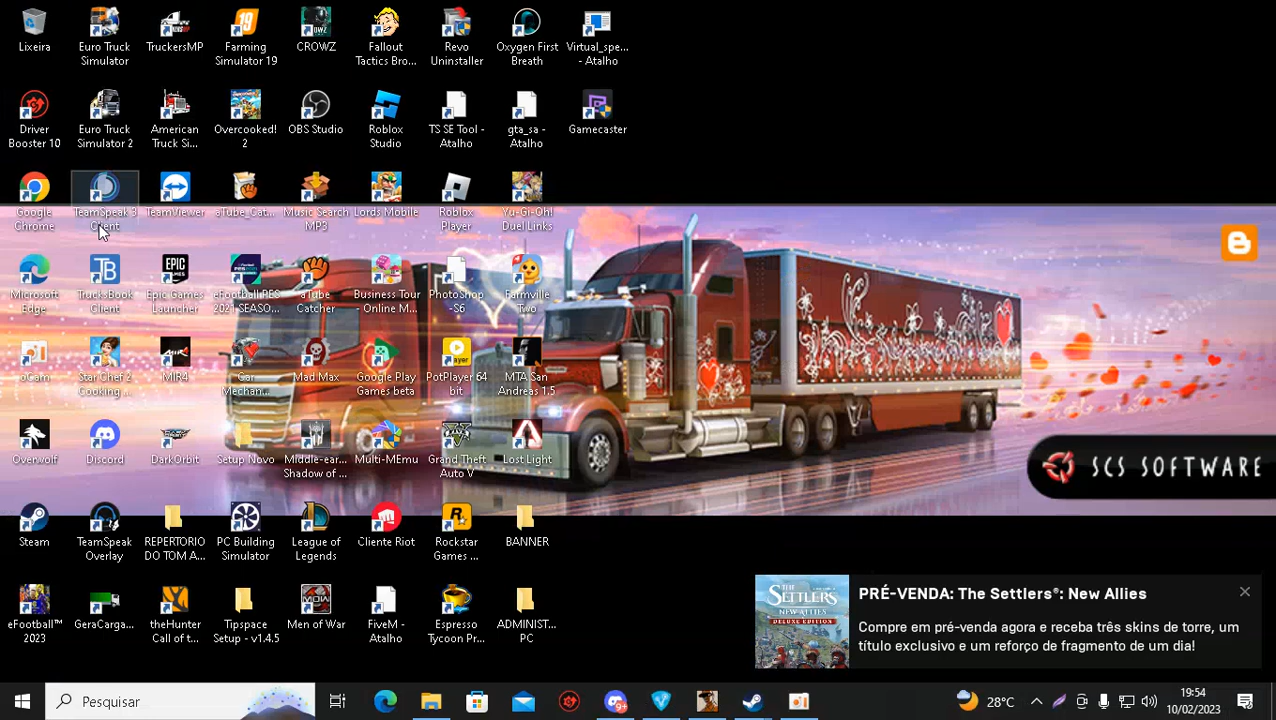 Lixeira
Euro Truck
Simulator
TruckersMP
Farming
Simulator 19
CROWZ
Fallout
Tactics Bro...
Revo
Uninstaller
Oxygen First
Breath
Virtual_spe...
- Atalho
Driver
Booster 10
Euro Truck
Simulator 2
American
Truck Si...
Overcooked!
2
OBS Studio
Roblox
Studio
TS SE Tool -
Atalho
gta_sa -
Atalho
Gamecaster
Google
Chrome
TeamSpeak 3
Client
TeamViewer
aTube_Cat...
Music Search
MP3
Lords Mobile
Roblox
Player
Yu-Gi-Oh!
Duel Links
Microsoft
Edge
TrucksBook
Client
Epic Games
Launcher
eFootball PES
2021 SEASO...
aTube
Catcher
Business Tour
- Online M...
PhotoShop
-S6
Farmville
Two
oCam
Star Chef 2
Cooking ...
MIR4
Car
Mechan...
Mad Max
Google Play
Games beta
PotPlayer 64
bit
MTA San
Andreas 1.5
Overwolf
Discord
DarkOrbit
Setup Novo
Middle-ear...
Shadow of ...
Multi-MEmu
Grand Theft
Auto V
Lost Light
SCS SOFTWARE
Steam
TeamSpeak
Overlay
REPERTORIO
DO TOM A...
PC Building
Simulator
League of
Legends
Cliente Riot
Rockstar
Games ...
BANNER
eFootball™
2023
GeraCarga...
theHunter
Call of t...
Tipspace
Setup - v1.4.5
Men of War
FiveM -
Atalho
Espresso
Tycoon Pr...
ADMINIST...
PC
THE SETTLERS
NEW ALLIES
DELUXE EDITION
PRÉ-VENDA: The Settlers®: New Allies
Compre em pré-venda agora e receba três skins de torre, um
título exclusivo e um reforço de fragmento de um dia!
Pesquisar
9+
28°C
19:54
10/02/2023